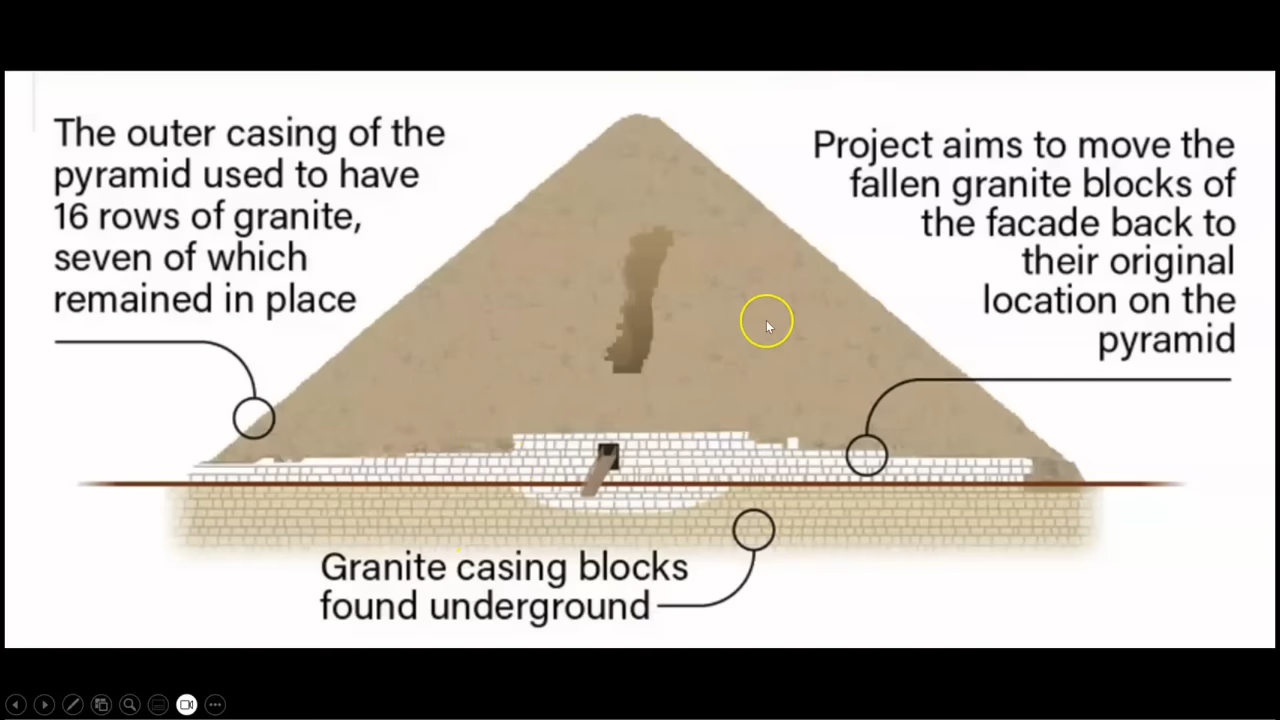 The outer casing of the
pyramid used to have
16 rows of granite,
seven of which
remained in place
Project aims to move the
fallen granite blocks of
the facade back to
their original
location on the
pyramid
Granite casing blocks
found underground